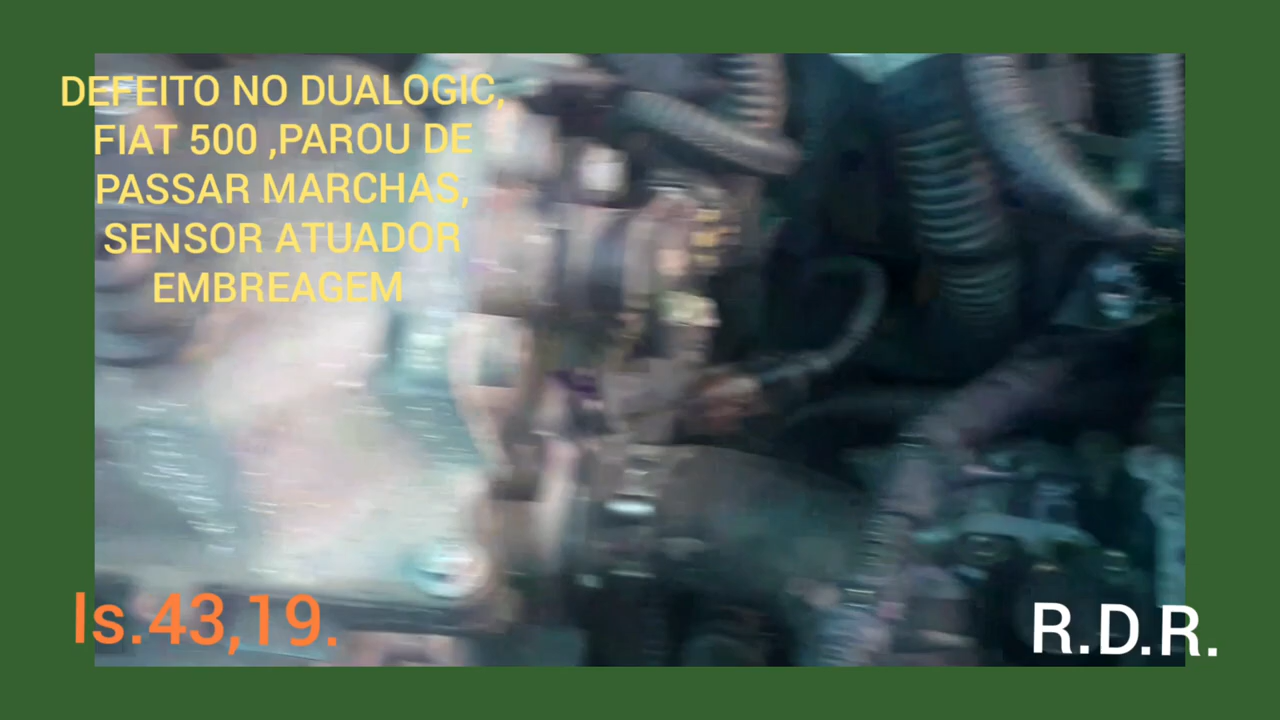 DEFEITO NO DUALOGIC,
FIAT 500 ,PAROU DE
PASSAR MARCHAS,
SENSOR ATUADOR
EMBREAGEM
Is.43,19.
R.D.R.